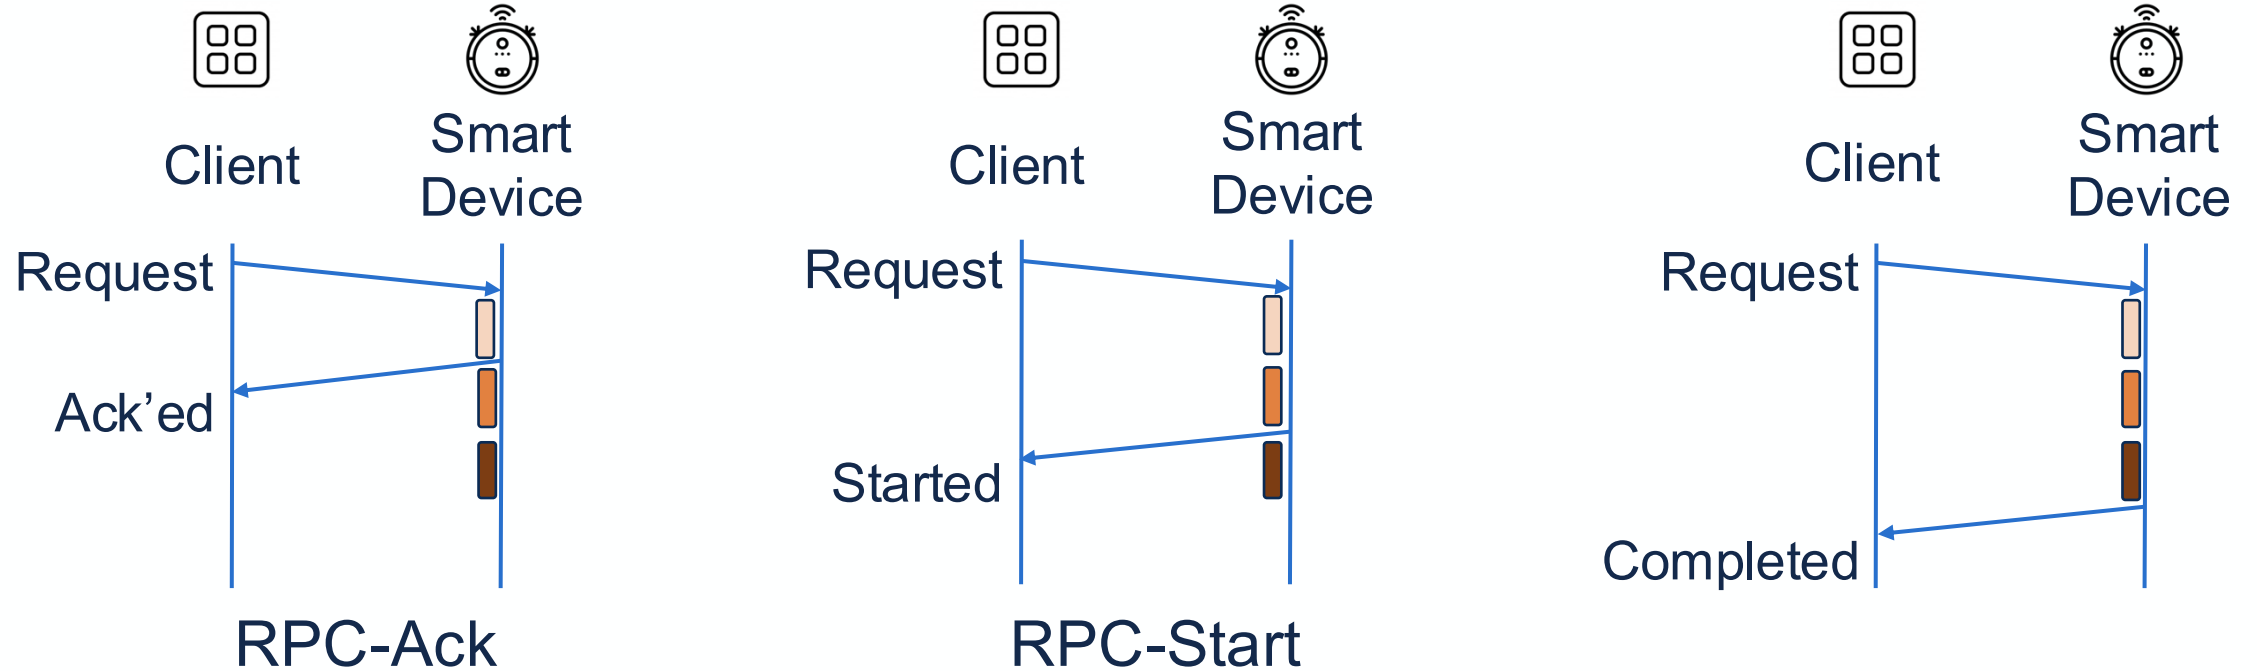 Client
Smart
Device
Request
Ack'ed
RPC-Ack
Client
Smart
Device
Request
Started
RPC-Start
Client
Smart
Device
Request
Completed